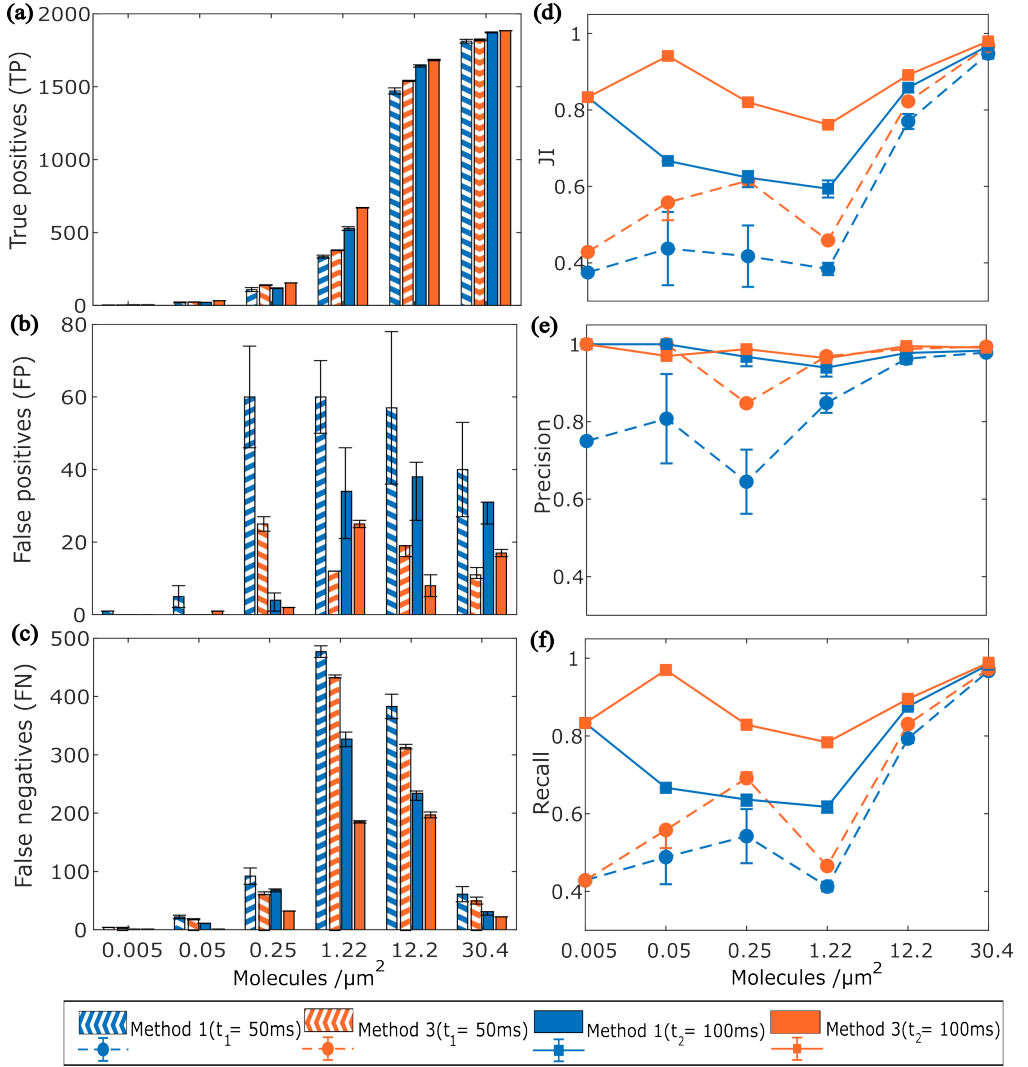 (a)
2000
1500
1000
500
0
True positives (TP)
(b)
80
60
40
20
0
False positives (FP)
(c)
500
400
300
200
100
0
False negatives (FN)
0.005 0.05 0.25 1.22 12.2 30.4
Molecules /µm²
(d)
1
0.8
0.6
0.4
JI
(e)
1
0.8
0.6
0.4
Precision
(f)
1
0.8
0.6
0.4
Recall
0.005 0.05 0.25 1.22 12.2 30.4
Molecules /µm²
Method 1(t₁= 50ms) Method 3(t₁= 50ms) Method 1(t₂= 100ms) Method 3(t₂= 100ms)